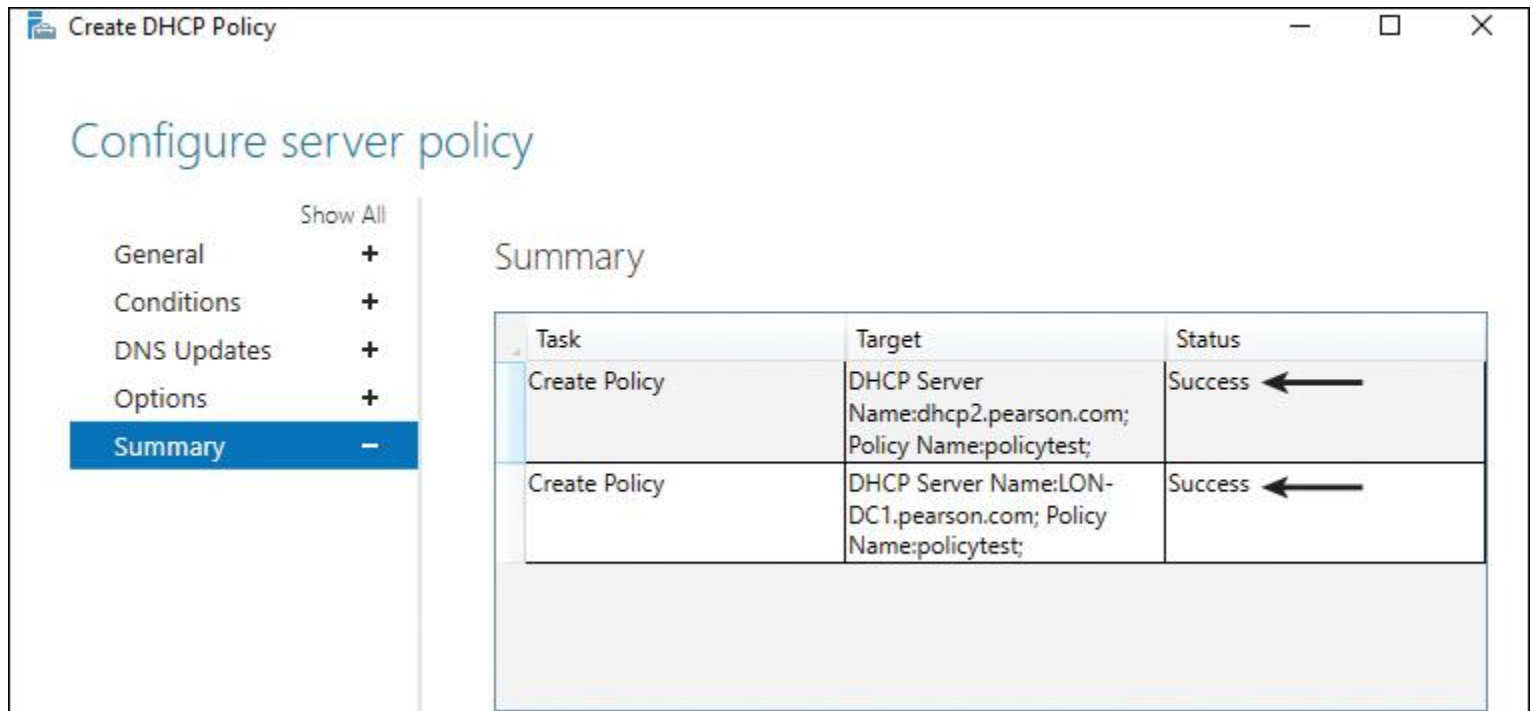 Create DHCP Policy
Configure server policy
Show All
General +
Conditions +
DNS Updates +
Options +
Summary −
Summary
Task Target Status
Create Policy DHCP Server Success
Name:dhcp2.pearson.com;
Policy Name:policytest;
Create Policy DHCP Server Name:LON- Success
DC1.pearson.com; Policy
Name:policytest;